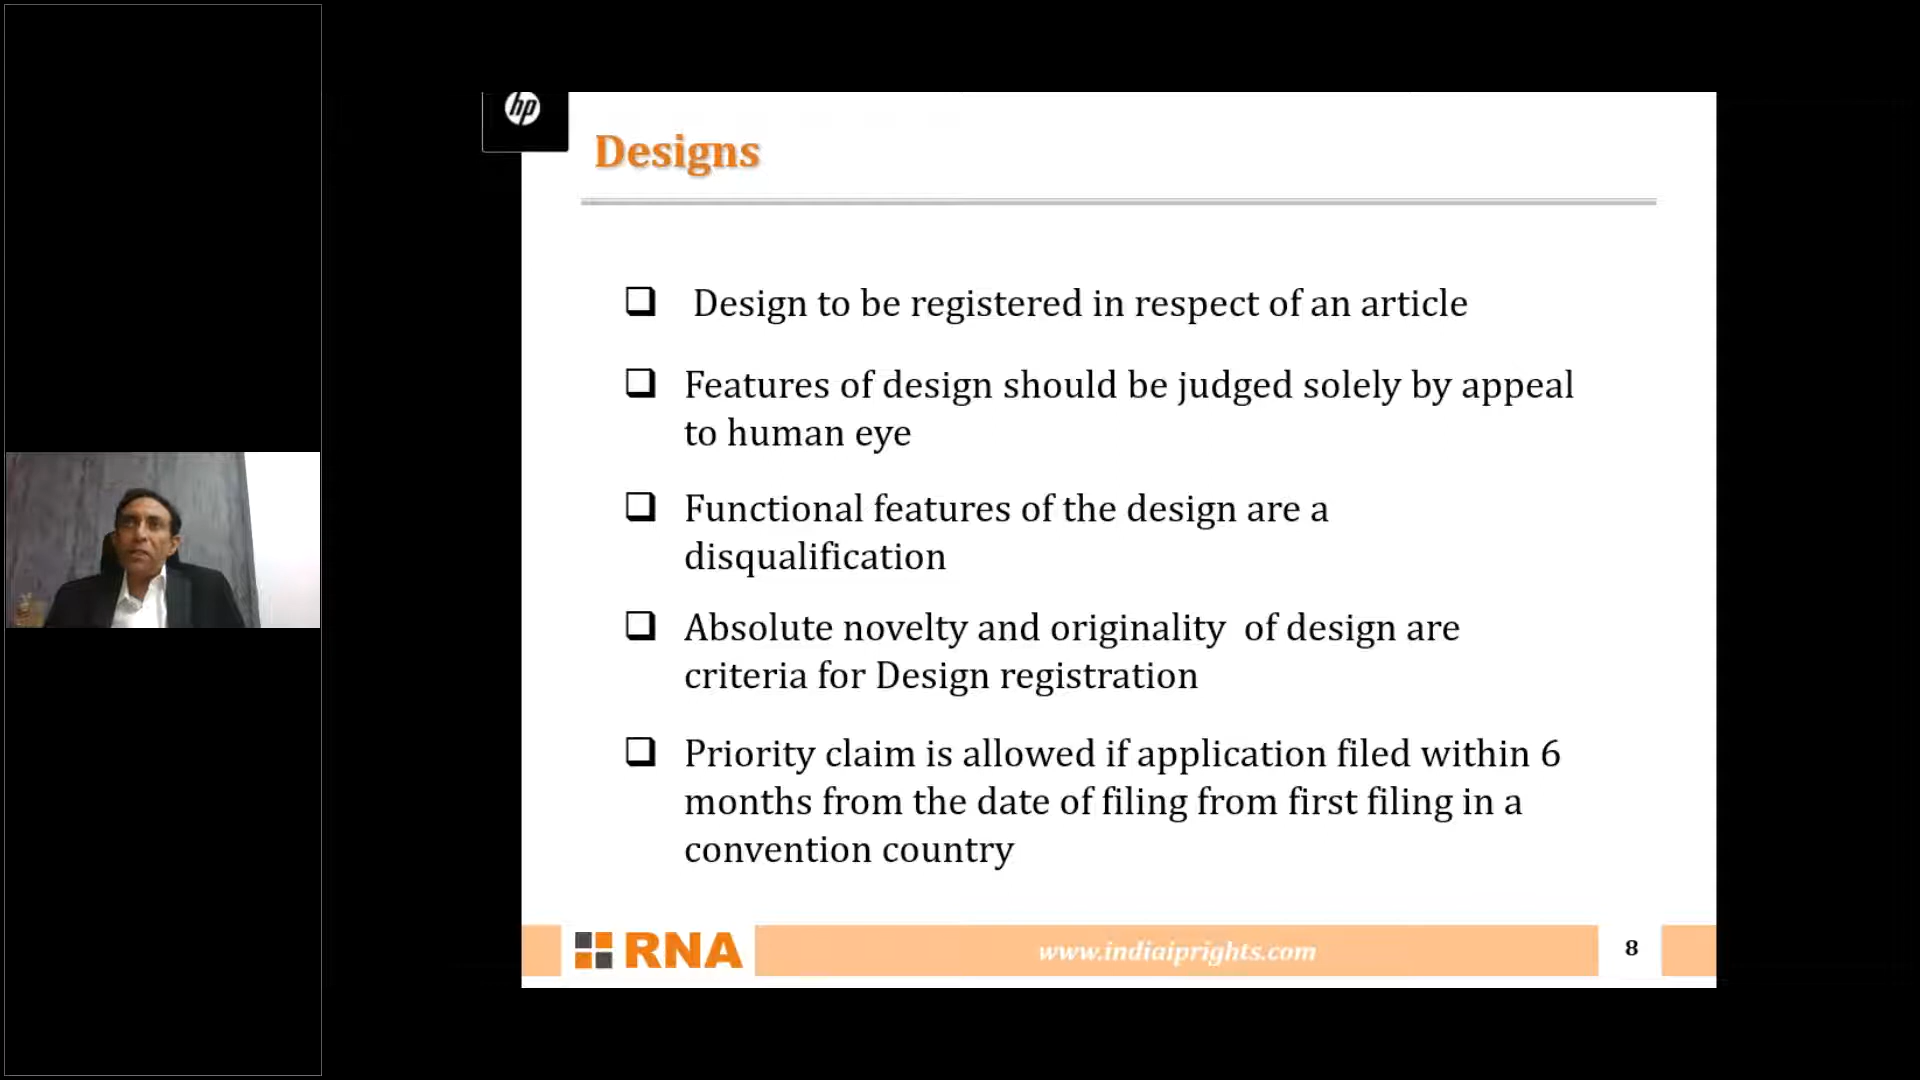 hp
Designs
Design to be registered in respect of an article
Features of design should be judged solely by appeal
to human eye
Functional features of the design are a
disqualification
Absolute novelty and originality of design are
criteria for Design registration
Priority claim is allowed if application filed within 6
months from the date of filing from first filing in a
convention country
RNA
www.indiaiprights.com
8